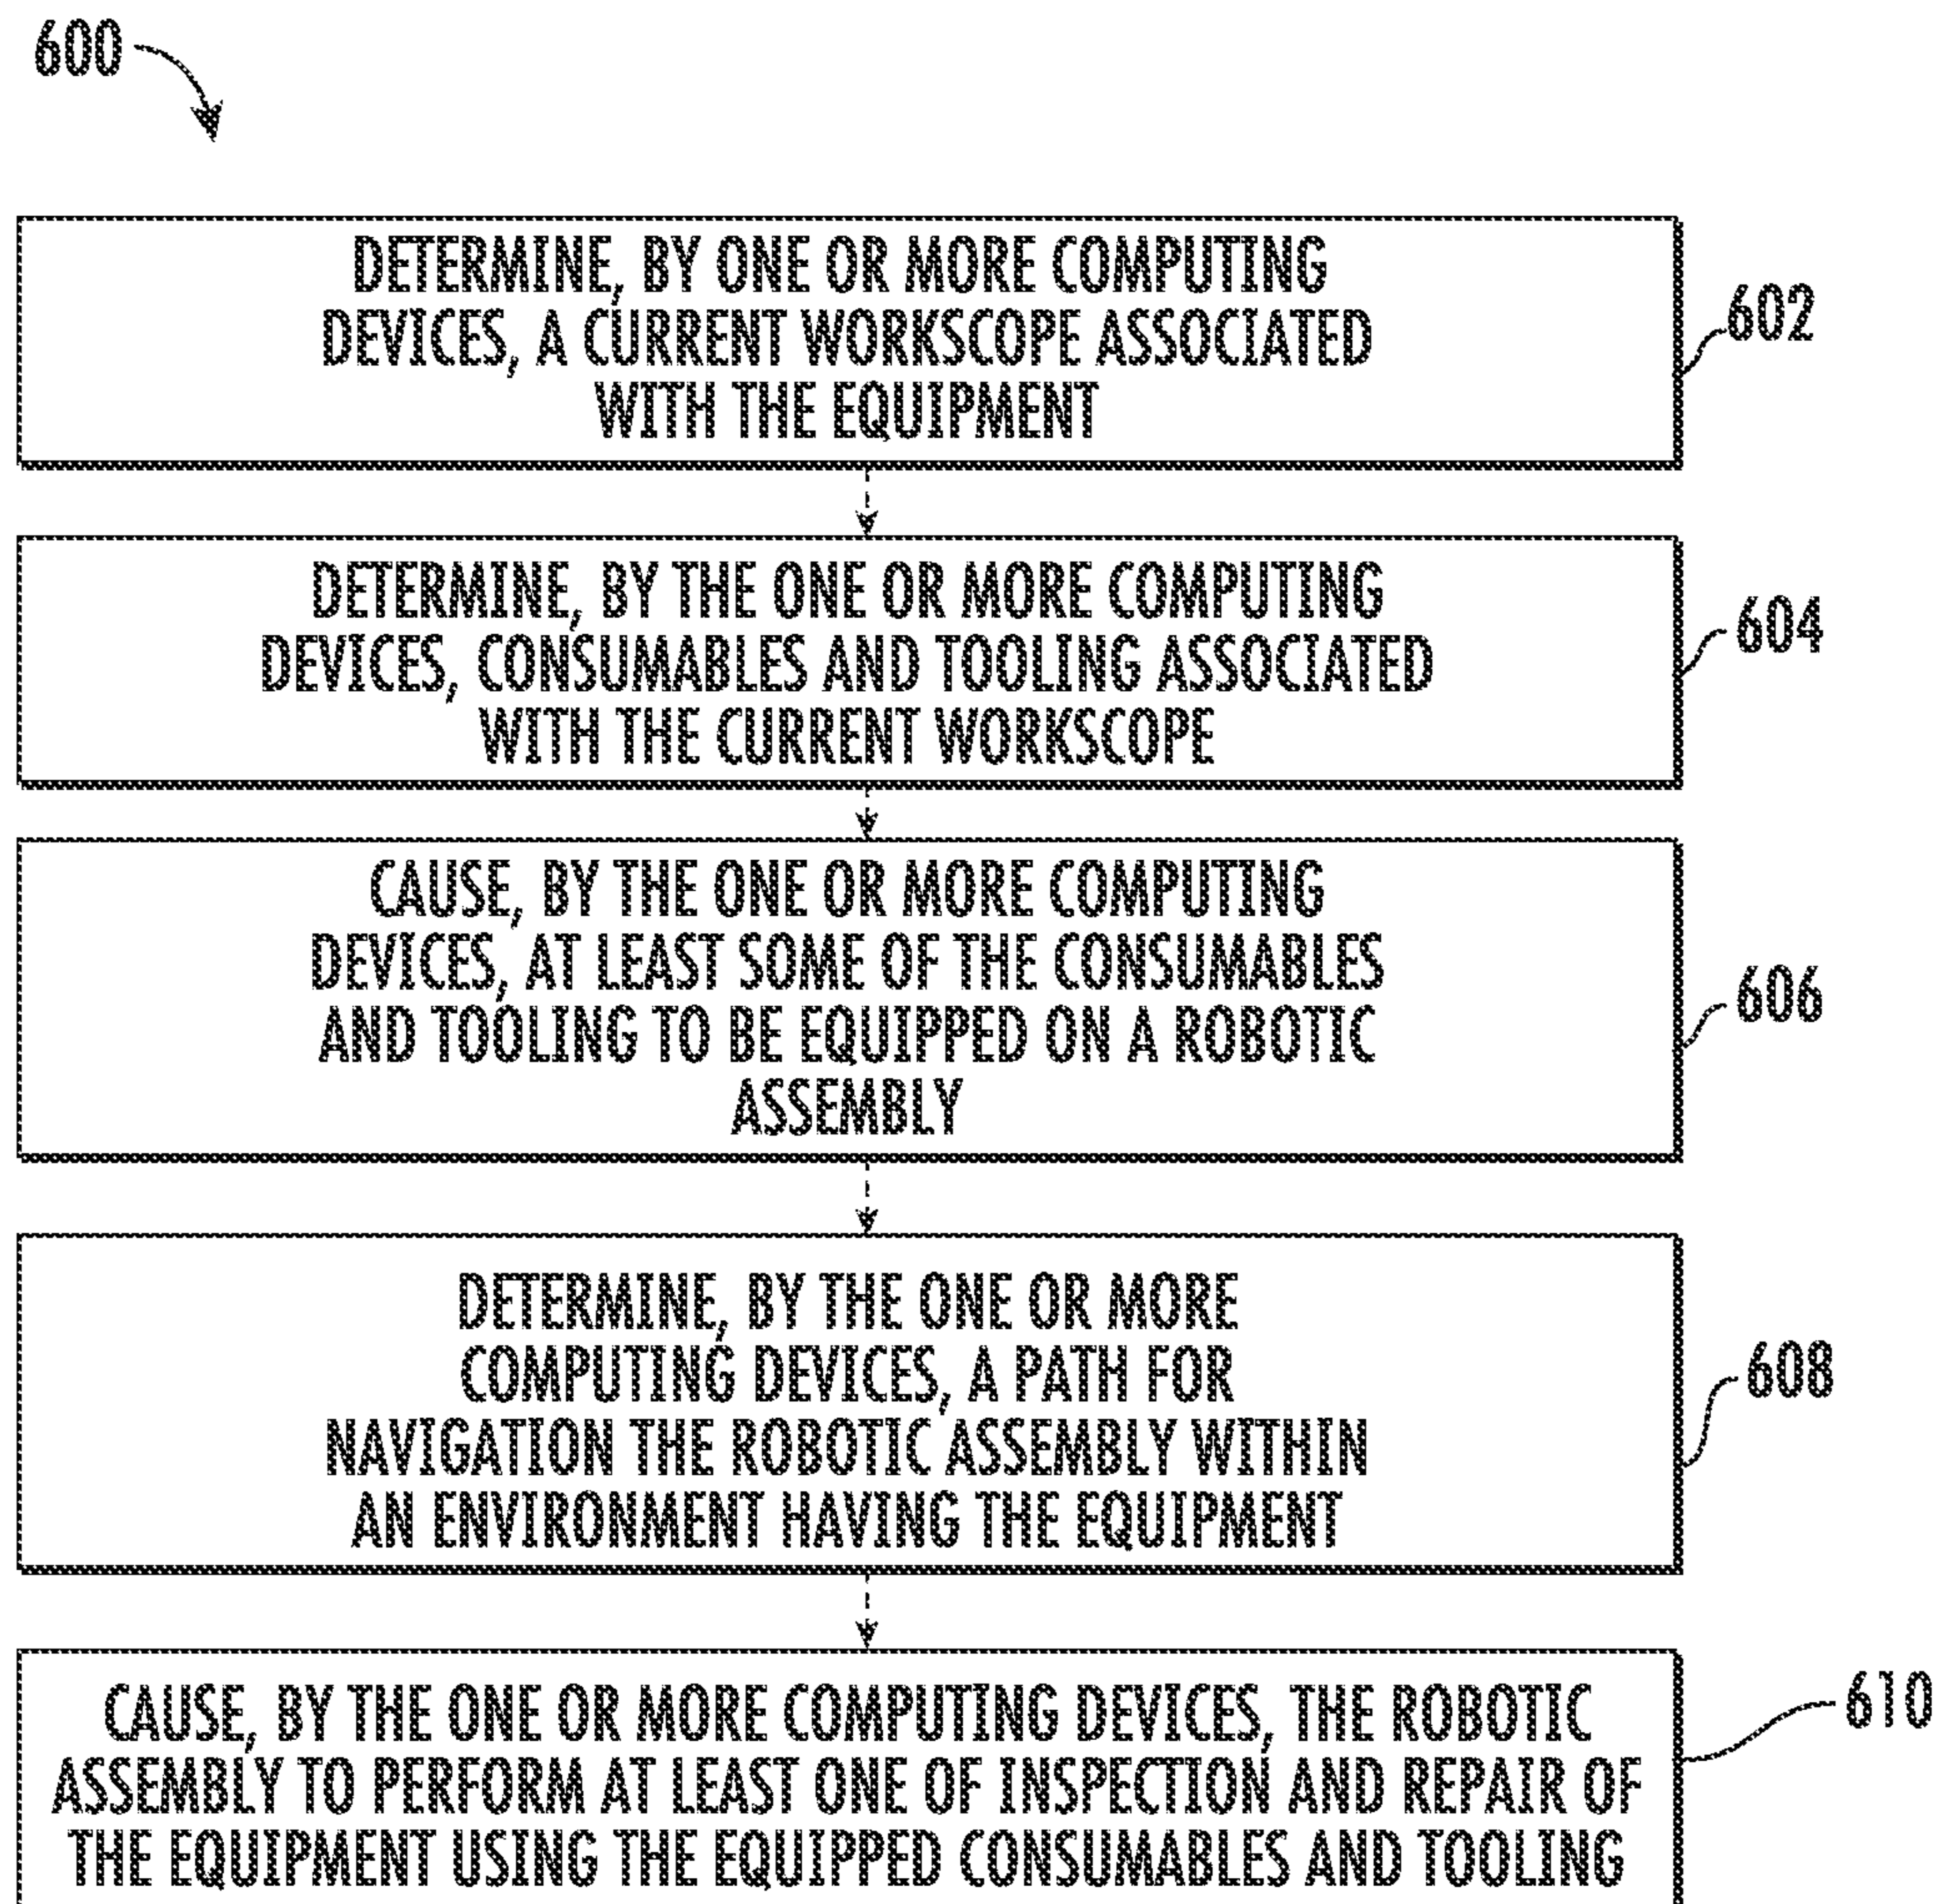 600
DETERMINE, BY ONE OR MORE COMPUTING
DEVICES, A CURRENT WORKSCOPE ASSOCIATED
WITH THE EQUIPMENT
602
DETERMINE, BY THE ONE OR MORE COMPUTING
DEVICES, CONSUMABLES AND TOOLING ASSOCIATED
WITH THE CURRENT WORKSCOPE
604
CAUSE, BY THE ONE OR MORE COMPUTING
DEVICES, AT LEAST SOME OF THE CONSUMABLES
AND TOOLING TO BE EQUIPPED ON A ROBOTIC
ASSEMBLY
606
DETERMINE, BY THE ONE OR MORE
COMPUTING DEVICES, A PATH FOR
NAVIGATION THE ROBOTIC ASSEMBLY WITHIN
AN ENVIRONMENT HAVING THE EQUIPMENT
608
CAUSE, BY THE ONE OR MORE COMPUTING DEVICES, THE ROBOTIC
ASSEMBLY TO PERFORM AT LEAST ONE OF INSPECTION AND REPAIR OF
THE EQUIPMENT USING THE EQUIPPED CONSUMABLES AND TOOLING
610